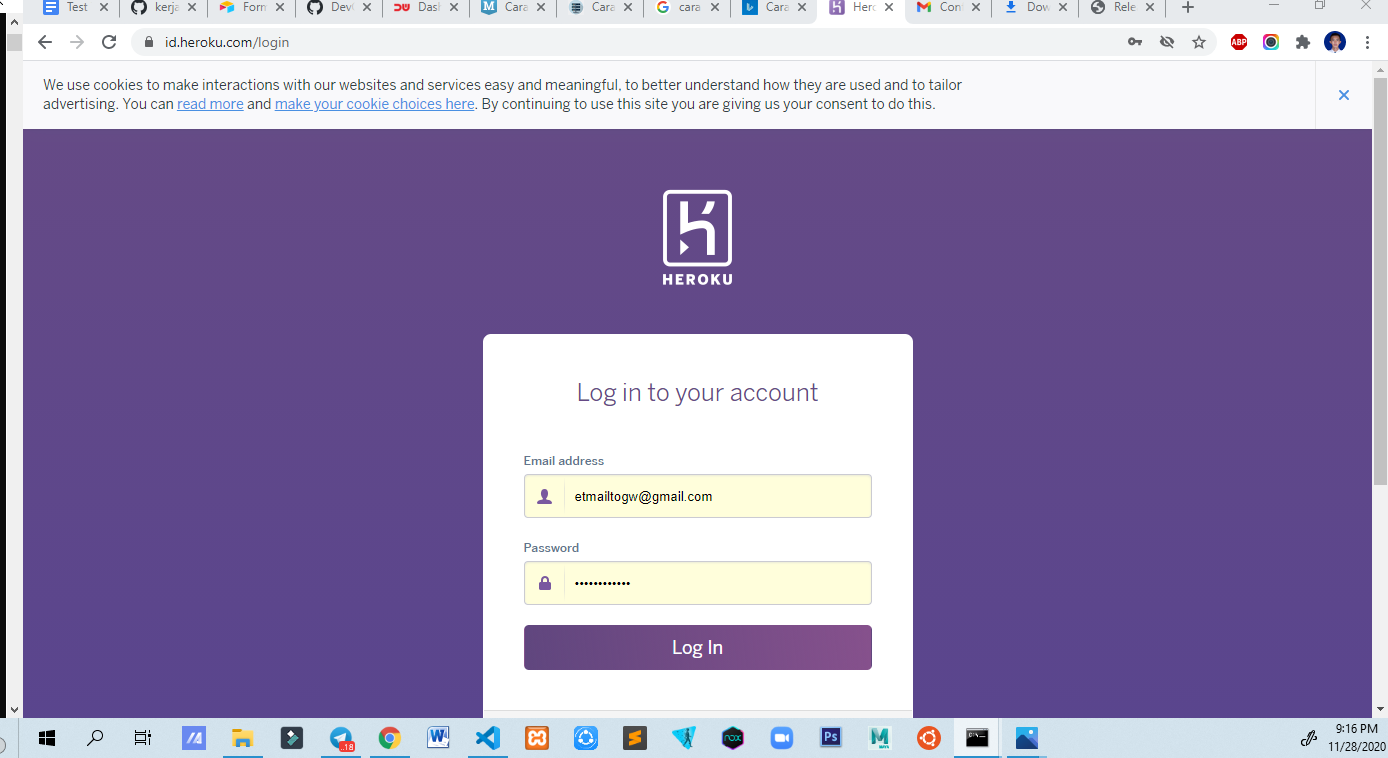 Test kerja Form Dev Das Cara Cara cara Cara Hero Con Dow Rele
id.heroku.com/login
ABP
We use cookies to make interactions with our websites and services easy and meaningful, to better understand how they are used and to tailor
advertising. You can read more and make your cookie choices here. By continuing to use this site you are giving us your consent to do this.
HEROKU
Log in to your account
Email address
etmailtogw@gmail.com
Password
Log In
.18
nox
Ps
M
9:16 PM
11/28/2020